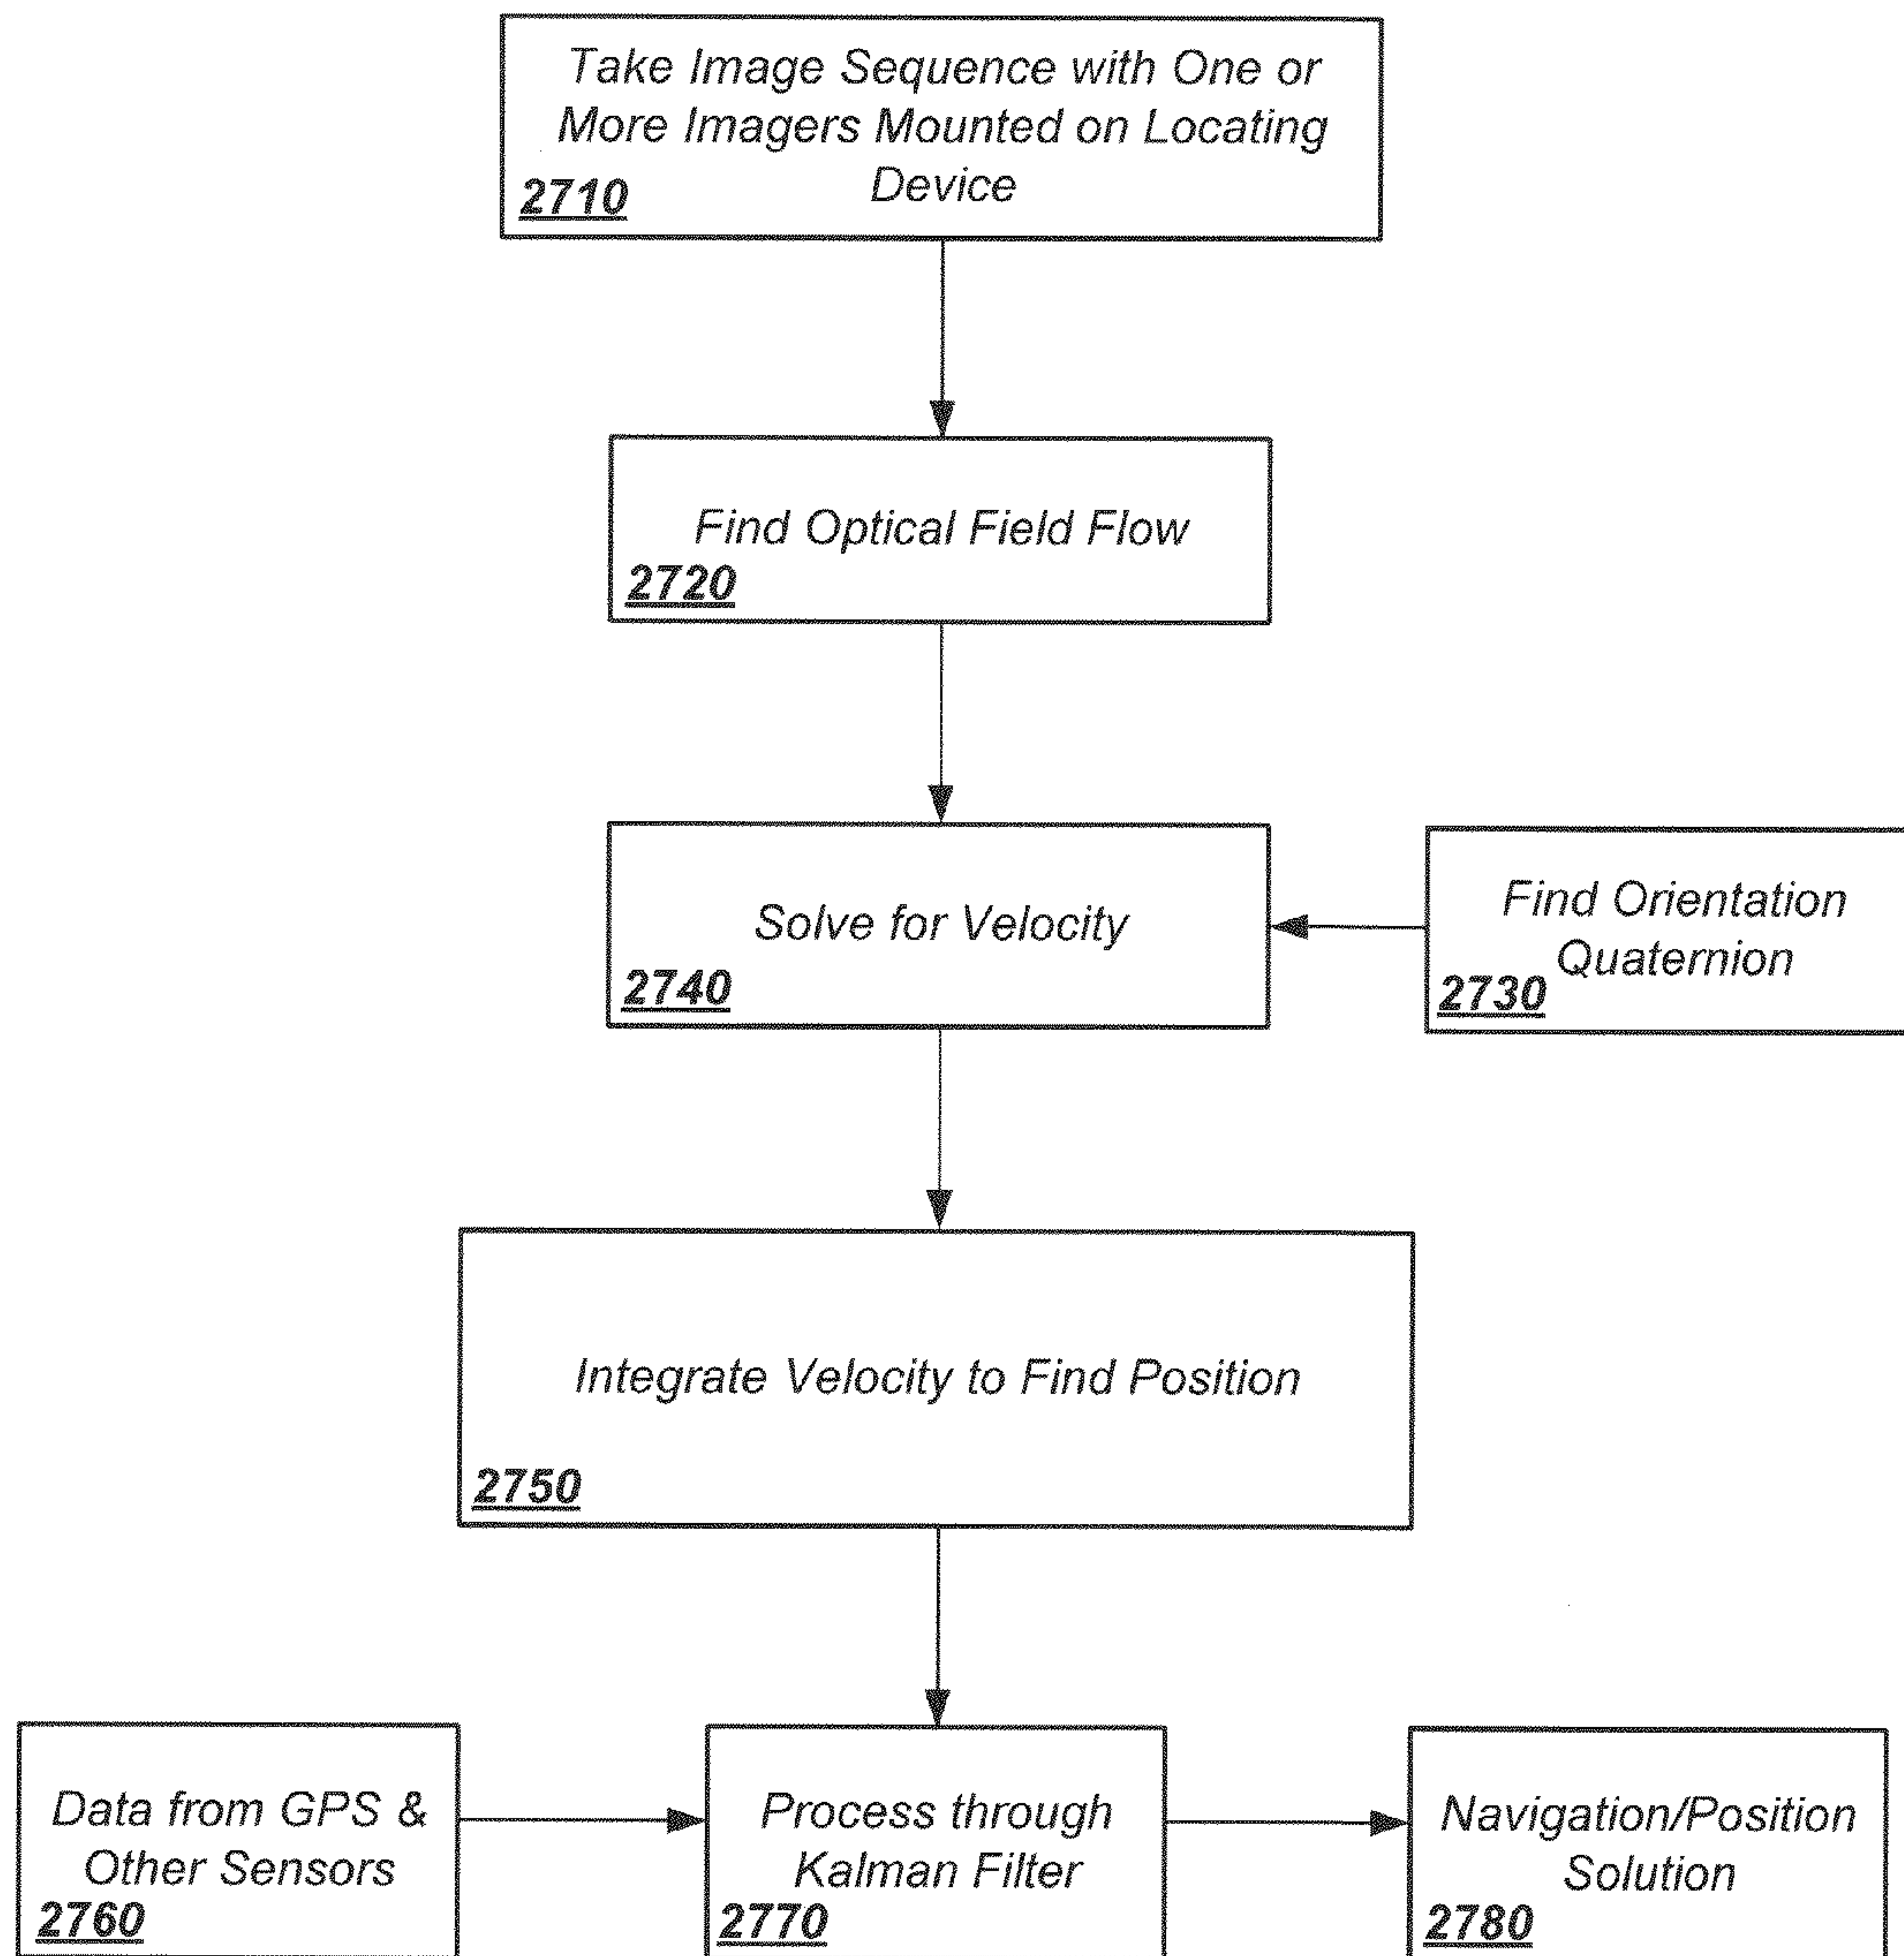 Take Image Sequence with One or
More Imagers Mounted on Locating
Device
2710
Find Optical Field Flow
2720
Solve for Velocity
2740
Find Orientation
Quaternion
2730
Integrate Velocity to Find Position
2750
Data from GPS &
Other Sensors
2760
Process through
Kalman Filter
2770
Navigation/Position
Solution
2780